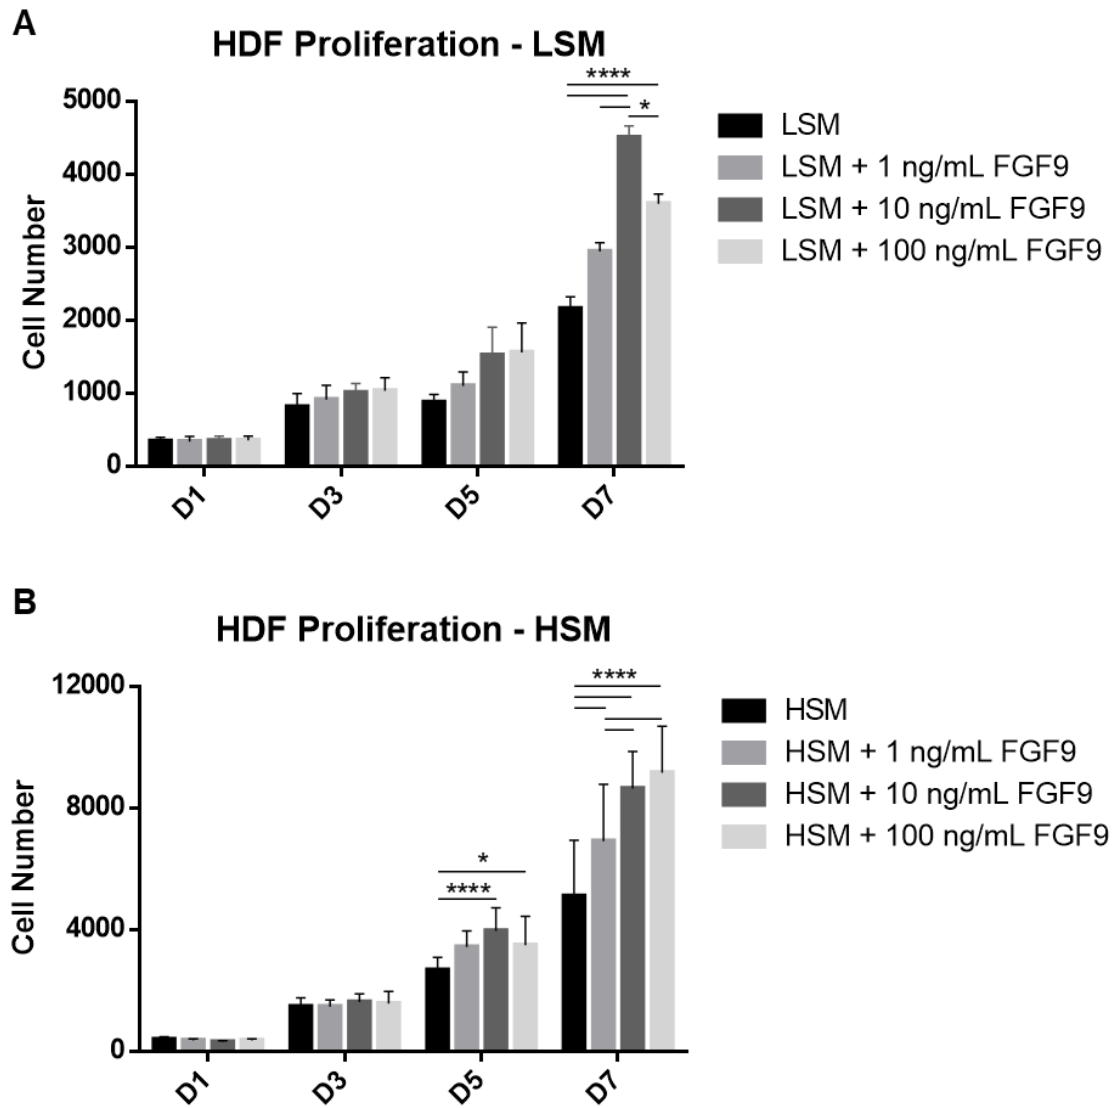 A
HDF Proliferation - LSM
****
*
5000
4000
3000
2000
1000
0
Cell Number
D1
D3
D5
D7
LSM
LSM + 1 ng/mL FGF9
LSM + 10 ng/mL FGF9
LSM + 100 ng/mL FGF9
B
HDF Proliferation - HSM
****
*
****
12000
8000
4000
0
Cell Number
D1
D3
D5
D7
HSM
HSM + 1 ng/mL FGF9
HSM + 10 ng/mL FGF9
HSM + 100 ng/mL FGF9